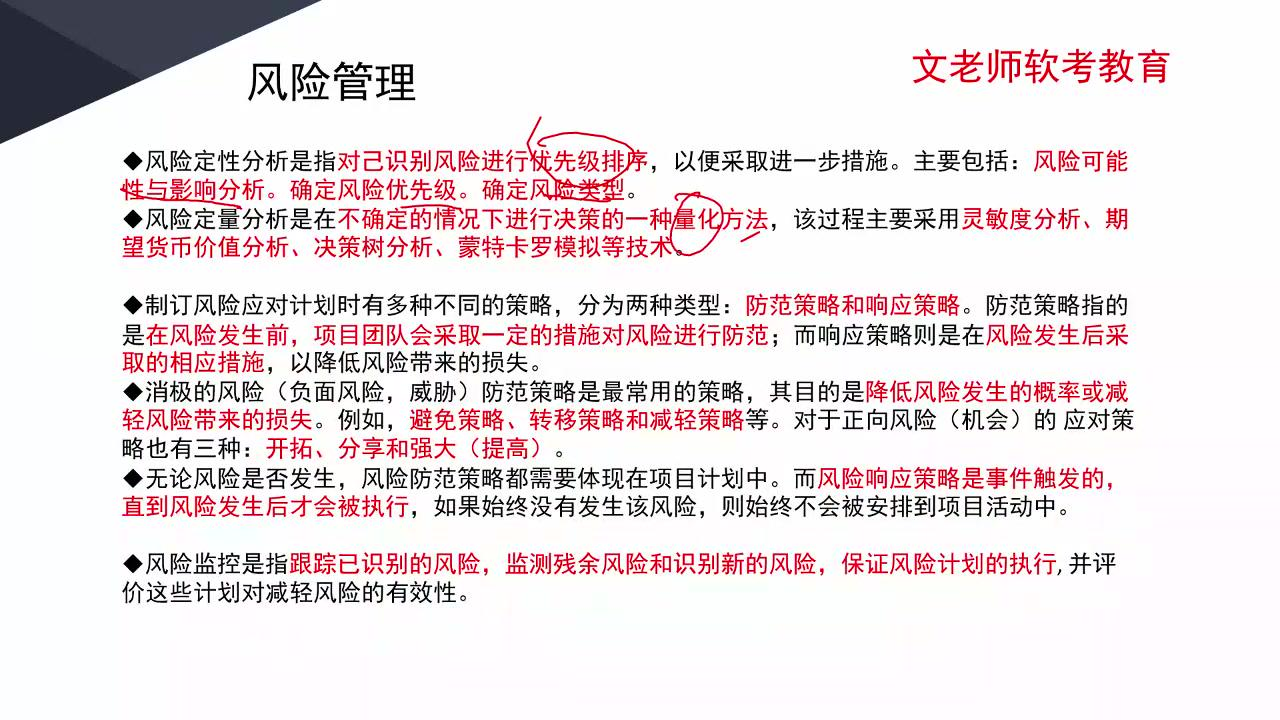 风险管理
文老师软考教育
◆风险定性分析是指对己识别风险进行优先级排序，以便采取进一步措施。主要包括：风险可能
性与影响分析。确定风险优先级。确定风险类型。
◆风险定量分析是在不确定的情况下进行决策的一种量化方法，该过程主要采用灵敏度分析、期
望货币价值分析、决策树分析、蒙特卡罗模拟等技术。
◆制订风险应对计划时有多种不同的策略，分为两种类型：防范策略和响应策略。防范策略指的
是在风险发生前，项目团队会采取一定的措施对风险进行防范；而响应策略则是在风险发生后采
取的相应措施，以降低风险带来的损失。
◆消极的风险（负面风险，威胁）防范策略是最常用的策略，其目的是降低风险发生的概率或减
轻风险带来的损失。例如，避免策略、转移策略和减轻策略等。对于正向风险（机会）的 应对策
略也有三种：开拓、分享和强大（提高）。
◆无论风险是否发生，风险防范策略都需要体现在项目计划中。而风险响应策略是事件触发的，
直到风险发生后才会被执行，如果始终没有发生该风险，则始终不会被安排到项目活动中。
◆风险监控是指跟踪已识别的风险，监测残余风险和识别新的风险，保证风险计划的执行, 并评
价这些计划对减轻风险的有效性。